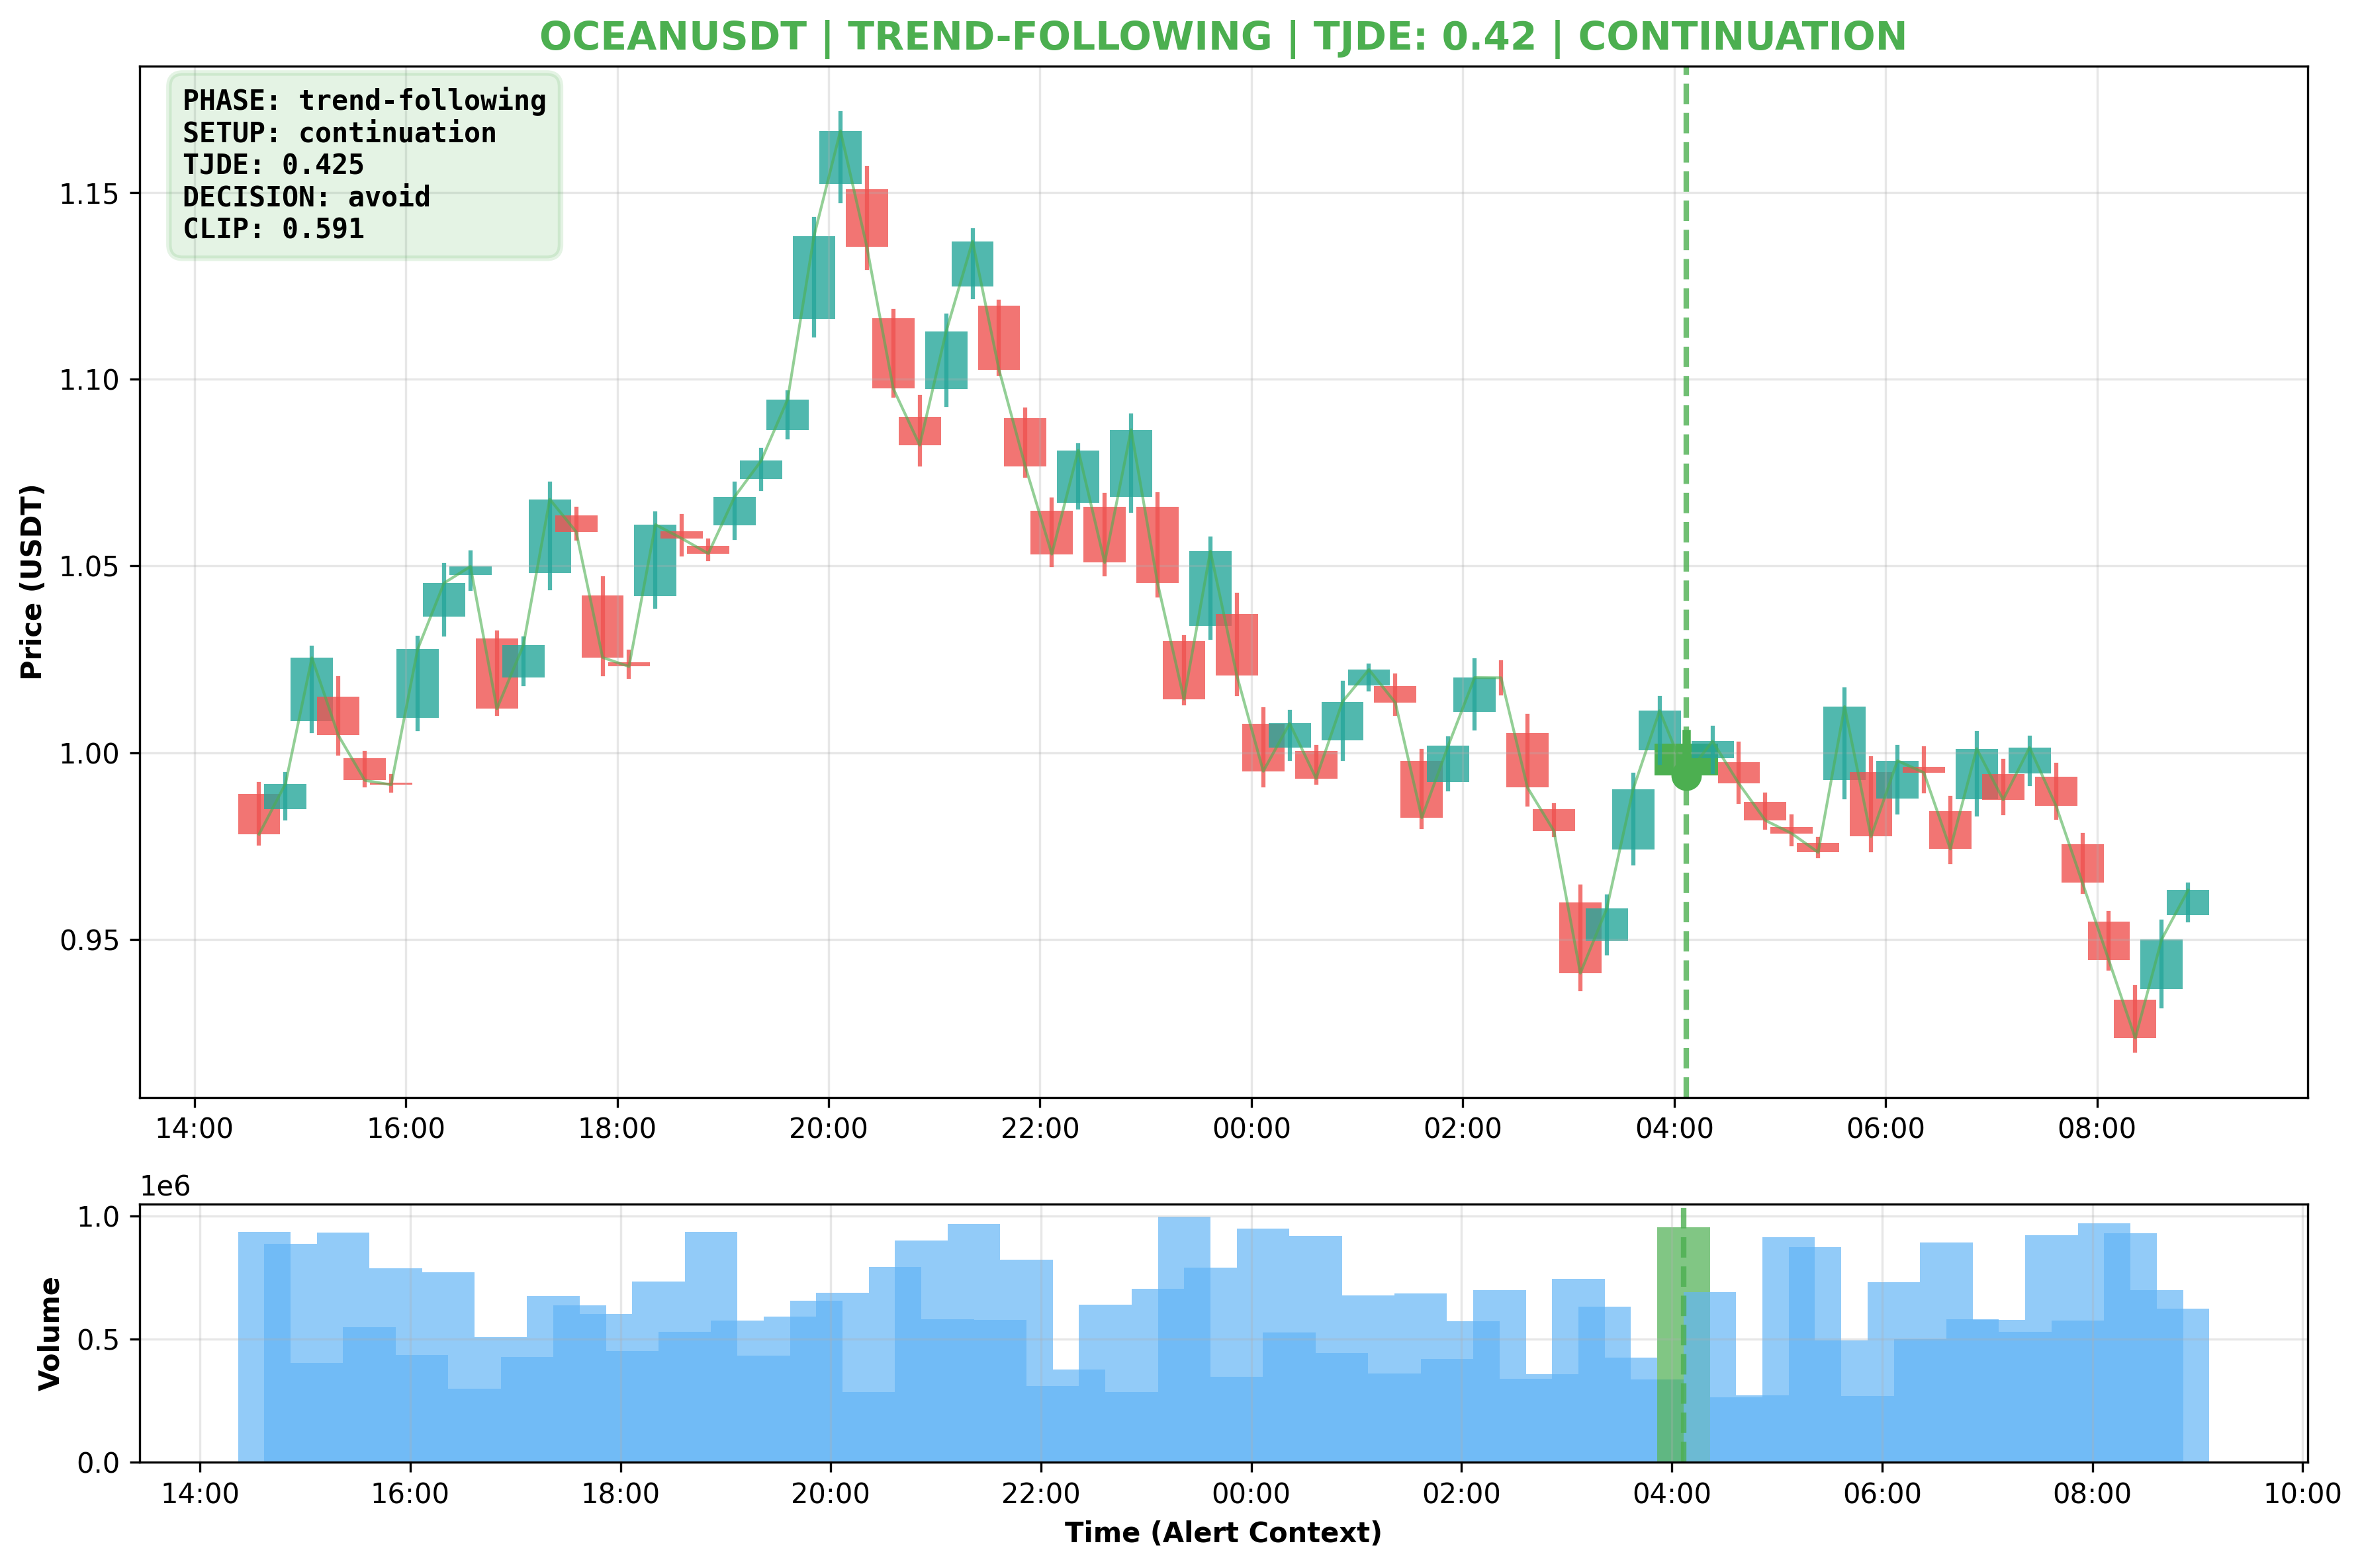 OCEANUSDT | TREND-FOLLOWING | TJDE: 0.42 | CONTINUATION
PHASE: trend-following
SETUP: continuation
TJDE: 0.425
DECISION: avoid
CLIP: 0.591
Price (USDT)
1.15
1.10
1.05
1.00
0.95
14:00 16:00 18:00 20:00 22:00 00:00 02:00 04:00 06:00 08:00
1e6
Volume
1.0
0.5
0.0
14:00 16:00 18:00 20:00 22:00 00:00 02:00 04:00 06:00 08:00 10:00
Time (Alert Context)